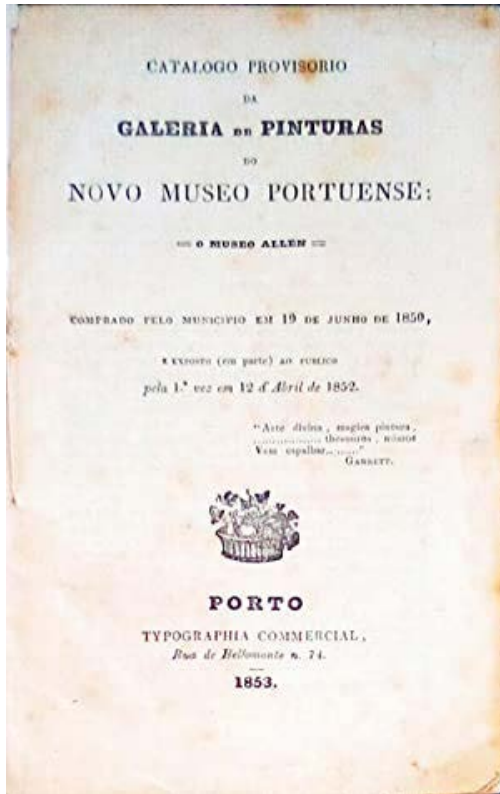 CATALOGO PROVISORIO
DA
GALERIA DE PINTURAS
DO
NOVO MUSEO PORTUENSE:
O MUSEO ALLEN
COMPRADO PELO MUNICIPIO EM 19 DE JUNHO DE 1850,
E EXPOSTO (em parte) AO PUBLICO
pela 1.ª vez em 12 d'Abril de 1852.
"Arte divina, magica pintura,
.................. thesouros,
Vem espalhar........."
GARRETT.
PORTO
TYPOGRAPHIA COMMERCIAL,
Rua de Bellomonte n. 74.
1853.